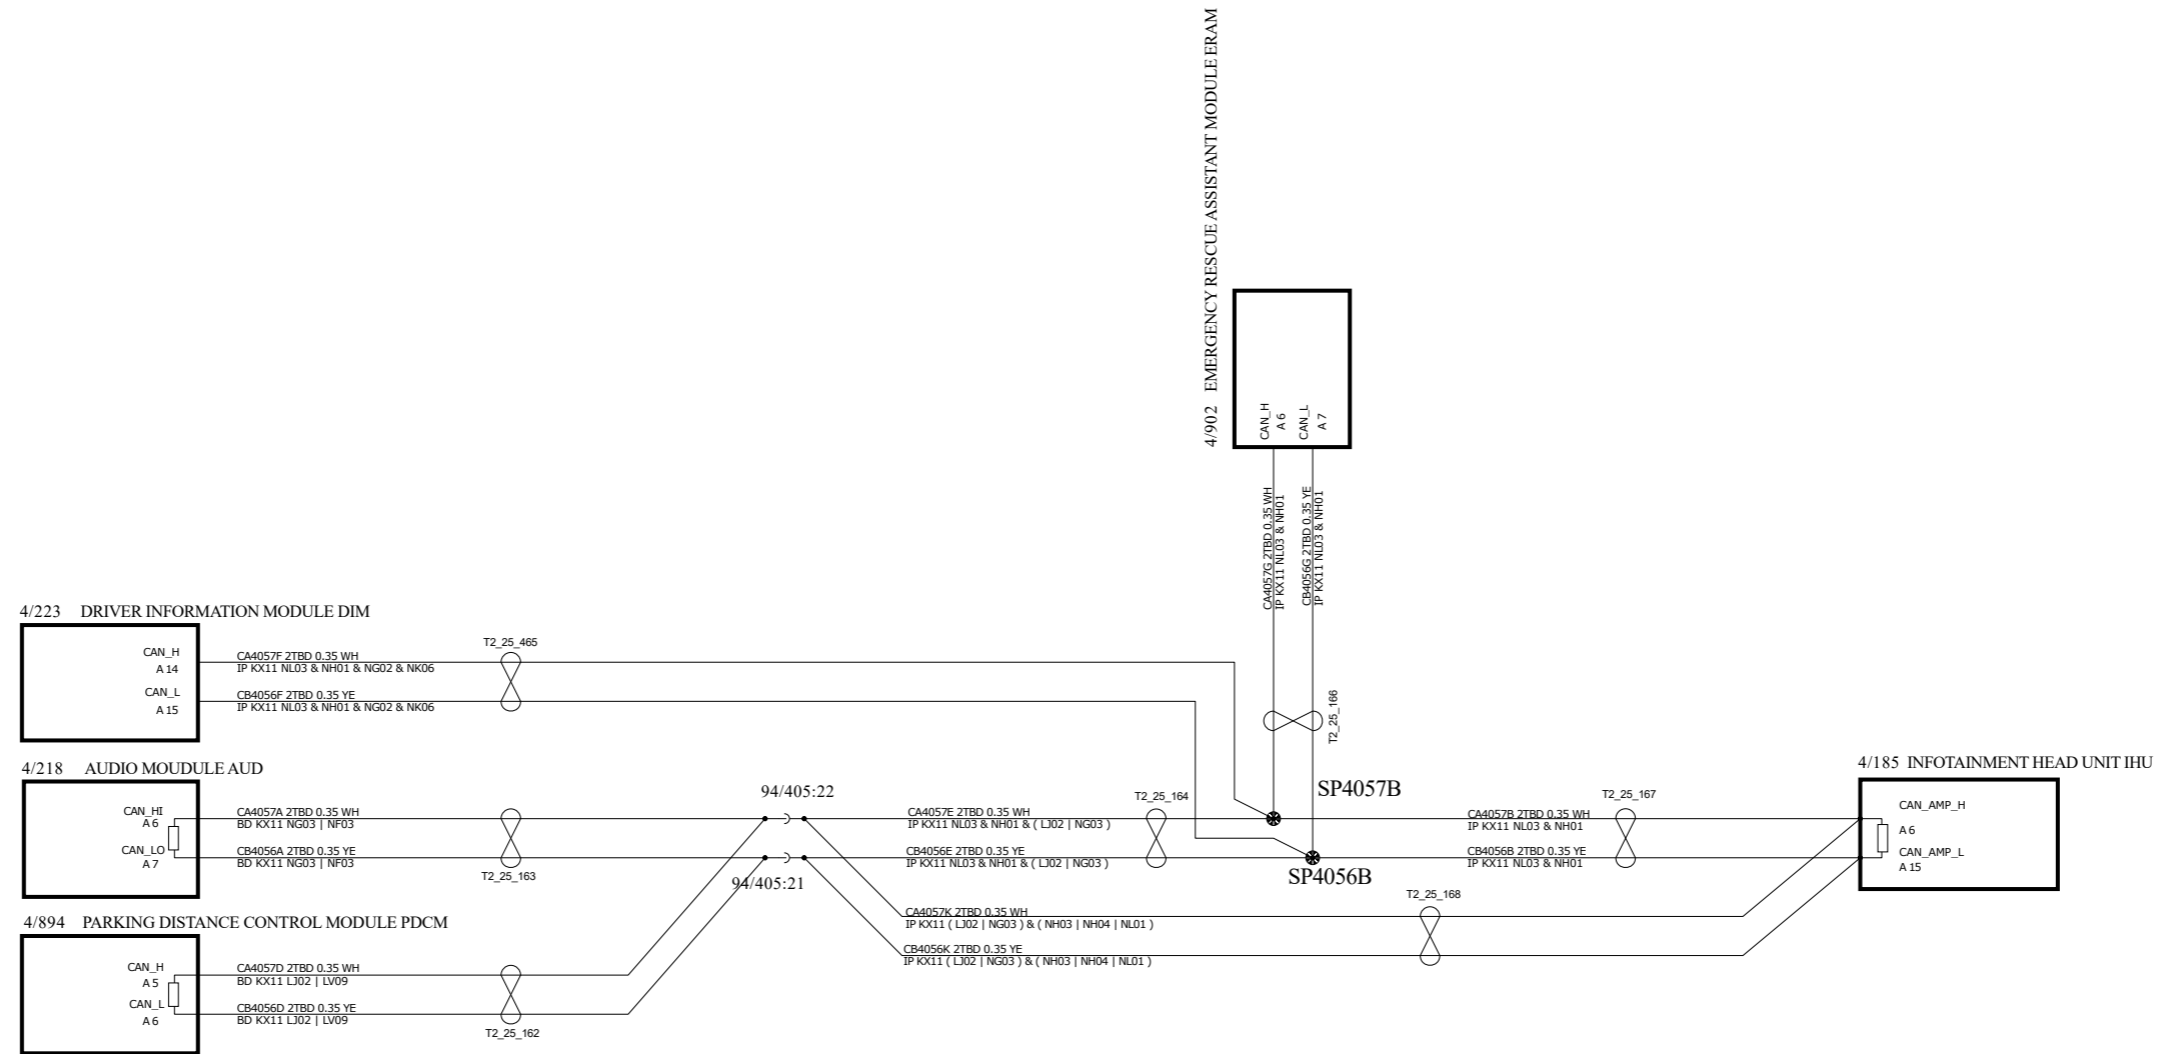 4/902 EMERGENCY RESCUE ASSISTANT MODULE ERAM
CAN_H
A 6
CAN_L
A 7
CA4057G 2TBD 0.35 WH
IP KX11 NL03 & NH01
CB4056G 2TBD 0.35 YE
IP KX11 NL03 & NH01
T2_25_166
4/223 DRIVER INFORMATION MODULE DIM
CAN_H
A 14
CAN_L
A 15
CA4057F 2TBD 0.35 WH
IP KX11 NL03 & NH01 & NG02 & NK06
CB4056F 2TBD 0.35 YE
IP KX11 NL03 & NH01 & NG02 & NK06
T2_25_465
4/218 AUDIO MOUDULE AUD
CAN_HI
A 6
CAN_LO
A 7
CA4057A 2TBD 0.35 WH
BD KX11 NG03 | NF03
CB4056A 2TBD 0.35 YE
BD KX11 NG03 | NF03
T2_25_163
94/405:22
94/405:21
CA4057E 2TBD 0.35 WH
IP KX11 NL03 & NH01 & ( LJ02 | NG03 )
CB4056E 2TBD 0.35 YE
IP KX11 NL03 & NH01 & ( LJ02 | NG03 )
T2_25_164
SP4057B
SP4056B
CA4057B 2TBD 0.35 WH
IP KX11 NL03 & NH01
CB4056B 2TBD 0.35 YE
IP KX11 NL03 & NH01
T2_25_167
4/185 INFOTAINMENT HEAD UNIT IHU
CAN_AMP_H
A 6
CAN_AMP_L
A 15
T2_25_168
CA4057K 2TBD 0.35 WH
IP KX11 ( LJ02 | NG03 ) & ( NH03 | NH04 | NL01 )
CB4056K 2TBD 0.35 YE
IP KX11 ( LJ02 | NG03 ) & ( NH03 | NH04 | NL01 )
4/894 PARKING DISTANCE CONTROL MODULE PDCM
CAN_H
A 5
CAN_L
A 6
CA4057D 2TBD 0.35 WH
BD KX11 LJ02 | LV09
CB4056D 2TBD 0.35 YE
BD KX11 LJ02 | LV09
T2_25_162